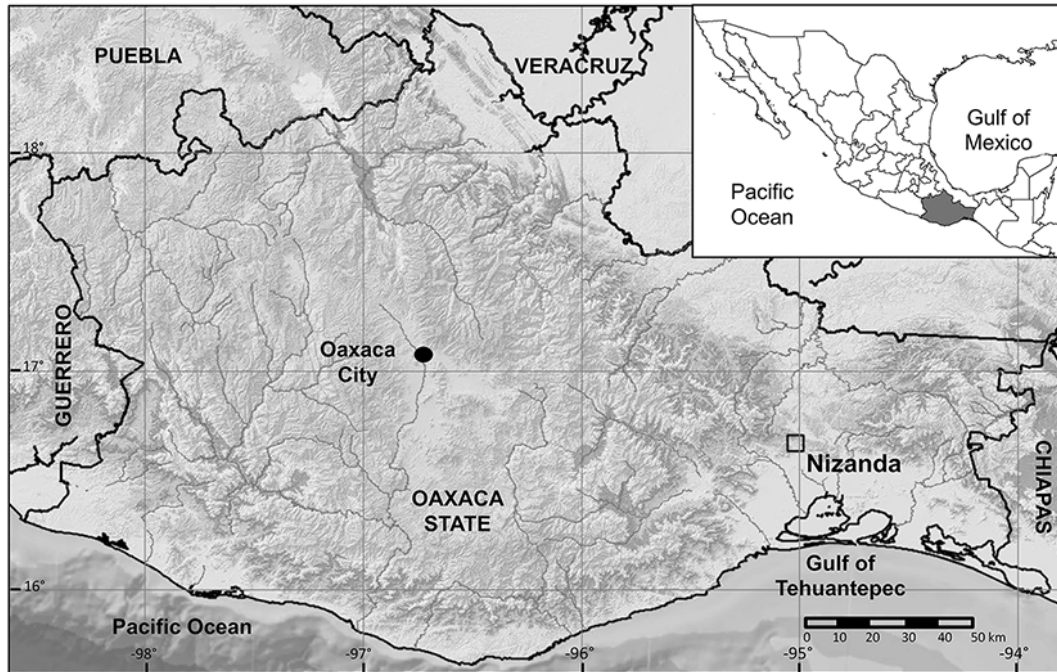 PUEBLA
VERACRUZ
Gulf of
Mexico
Pacific
Ocean
18°
GUERRERO
Oaxaca
City
17°
Nizanda
CHIAPAS
OAXACA
STATE
16°
Gulf of
Tehuantepec
Pacific Ocean
0 10 20 30 40 50 km
-98 -97 -96 -95 -94